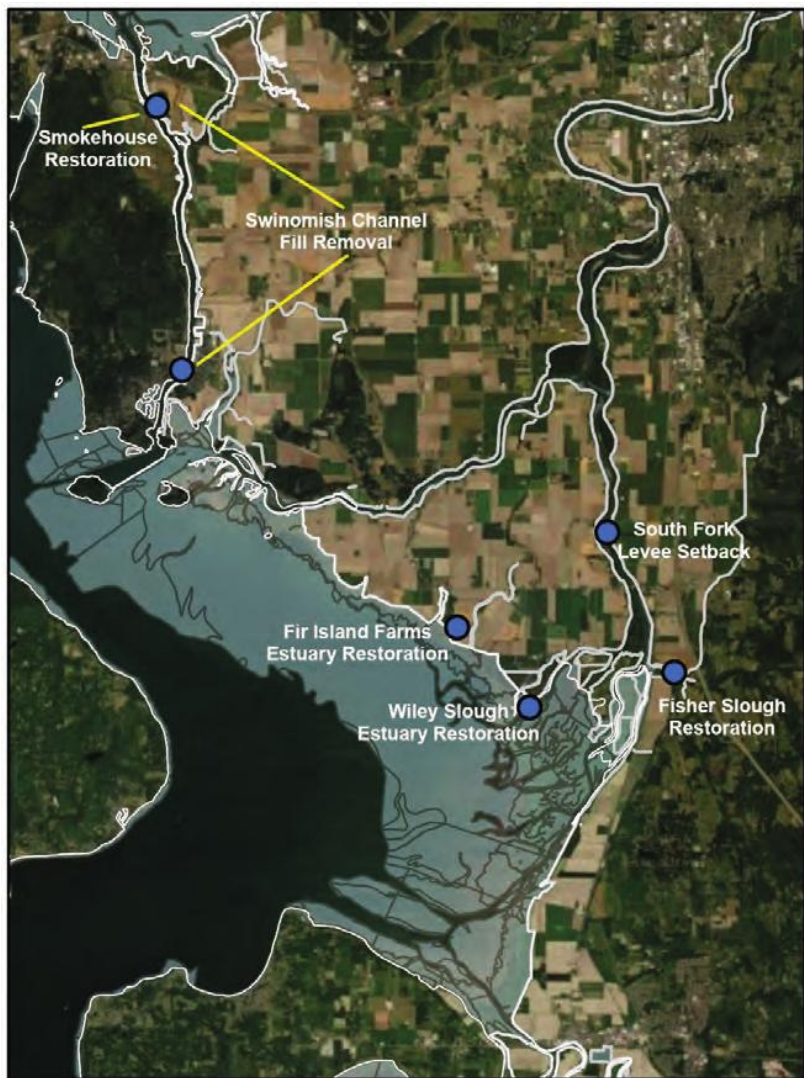 Smokehouse
Restoration
Swinomish Channel
Fill Removal
South Fork
Levee Setback
Fir Island Farms
Estuary Restoration
Wiley Slough
Estuary Restoration
Fisher Slough
Restoration